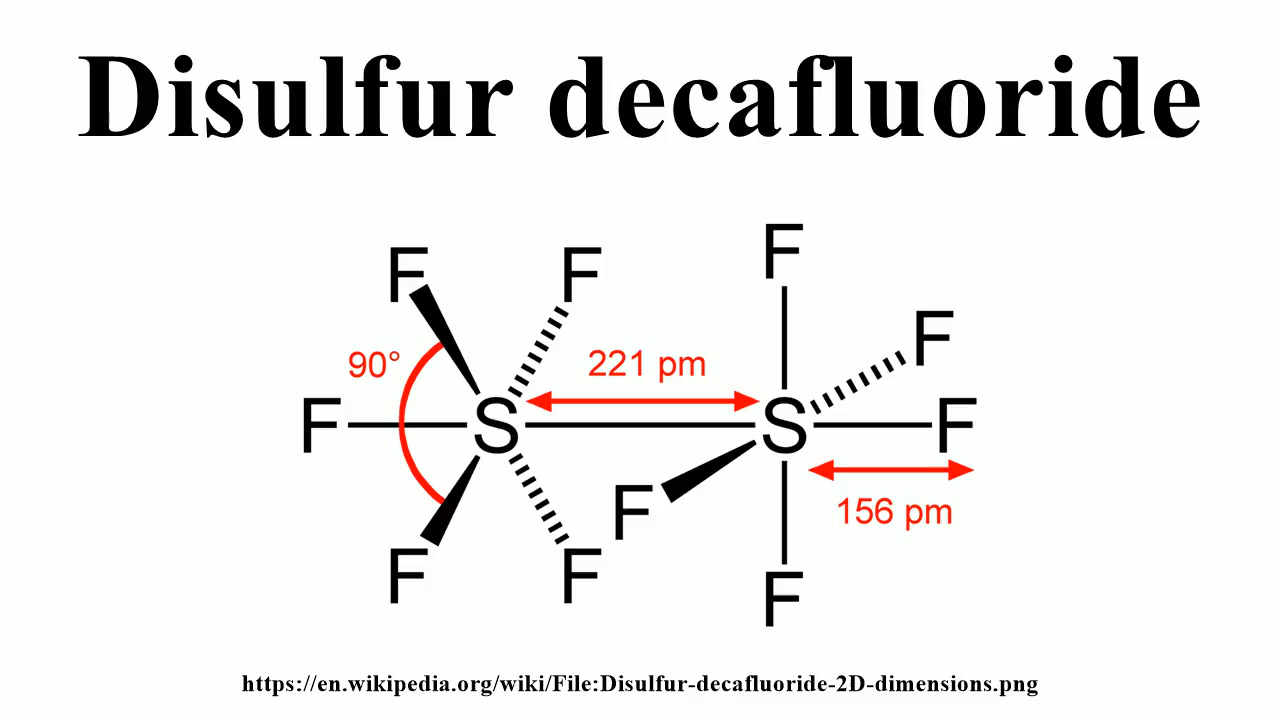 Disulfur decafluoride
F
F F
F
90° 221 pm
F S S F
F
156 pm
F F
F
https://en.wikipedia.org/wiki/File:Disulfur-decafluoride-2D-dimensions.png